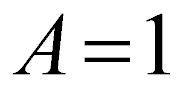 A = 1